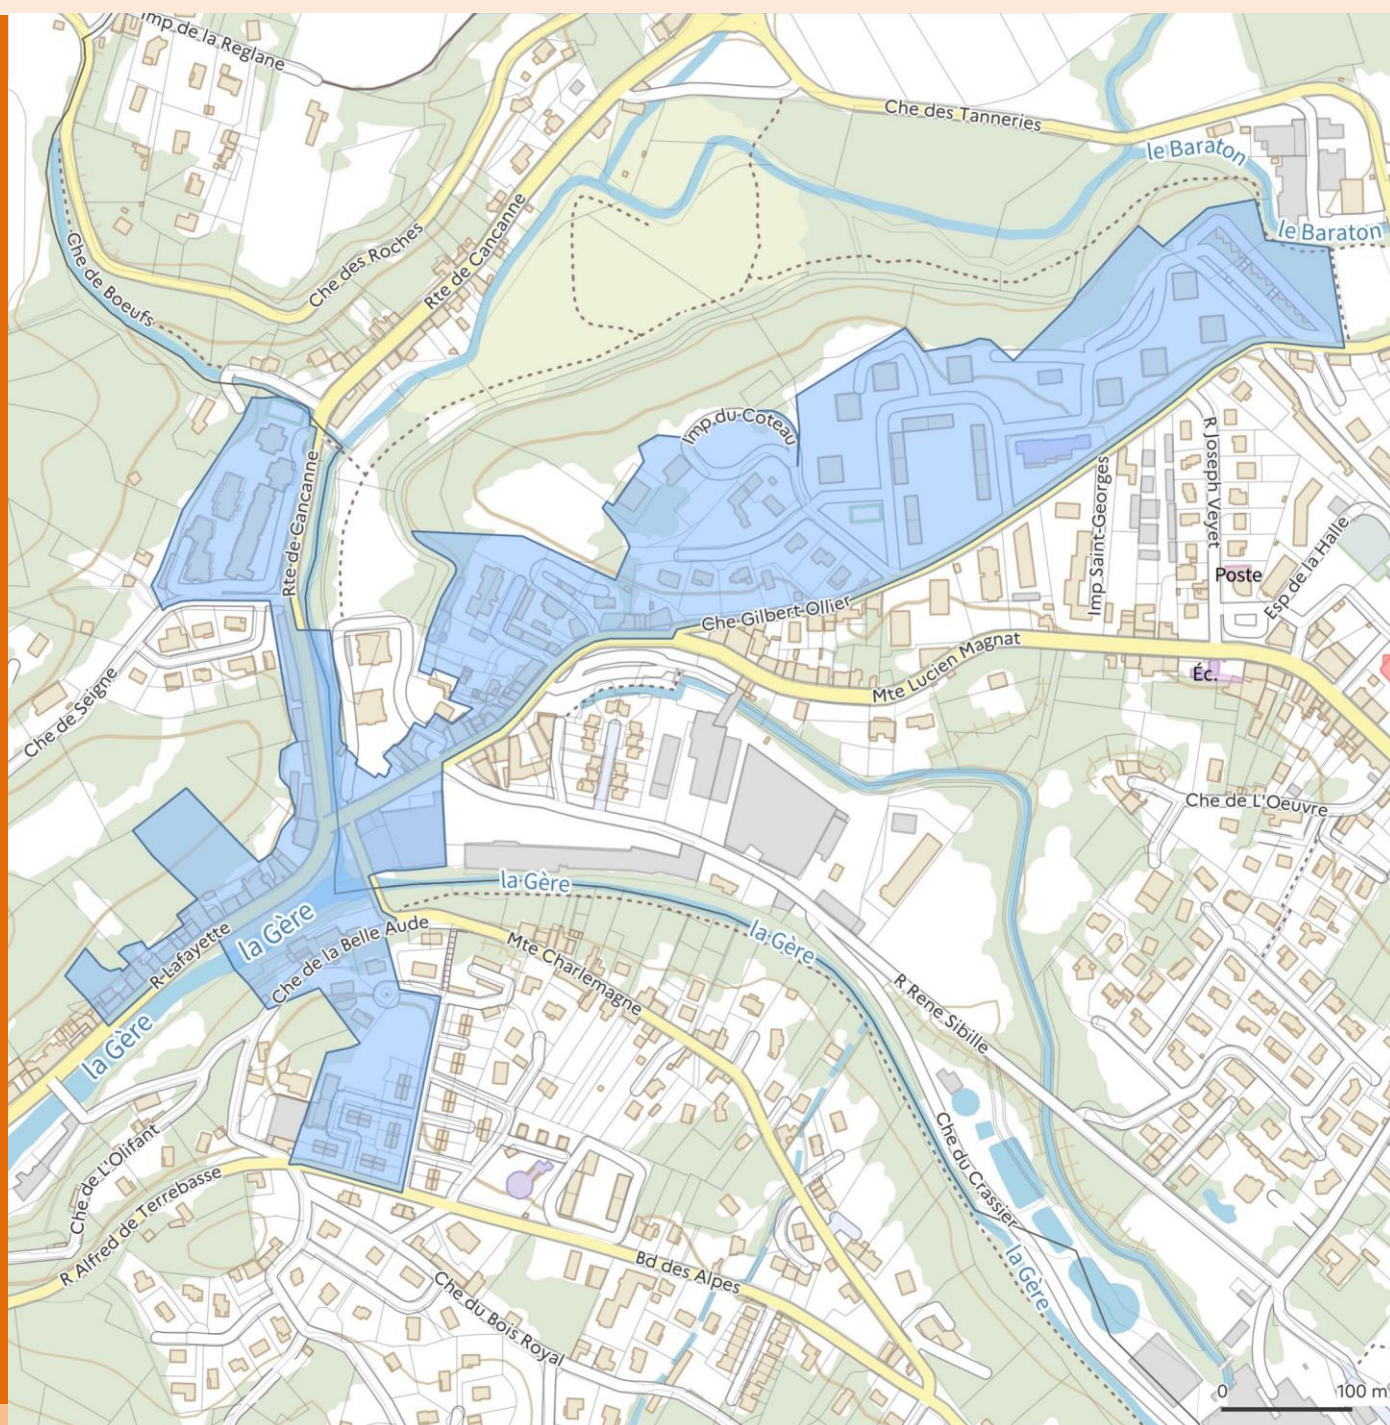 Imp de la Reglane
Che des Tanneries
le Baraton
le Baraton
Che de Boeufs
Che des Roches
Rte de Cancanne
Imp du Coteau
Rte de Cancanne
R Joseph Veyet
Imp Saint-Georges
Esp de la Halle
Poste
Che Gilbert Ollier
Mte Lucien Magnat
Éc.
Che de Seigne
Che de L'Oeuvre
la Gère
la Gère
Che de la Belle Aude
R Lafayette
Mte Charlemagne
la Gère
R Rene Sibille
la Gère
Che du Crassier
Che de L'Olifant
R Alfred de Terrebasse
Bd des Alpes
la Gère
Che du Bois Royal
0 100 m